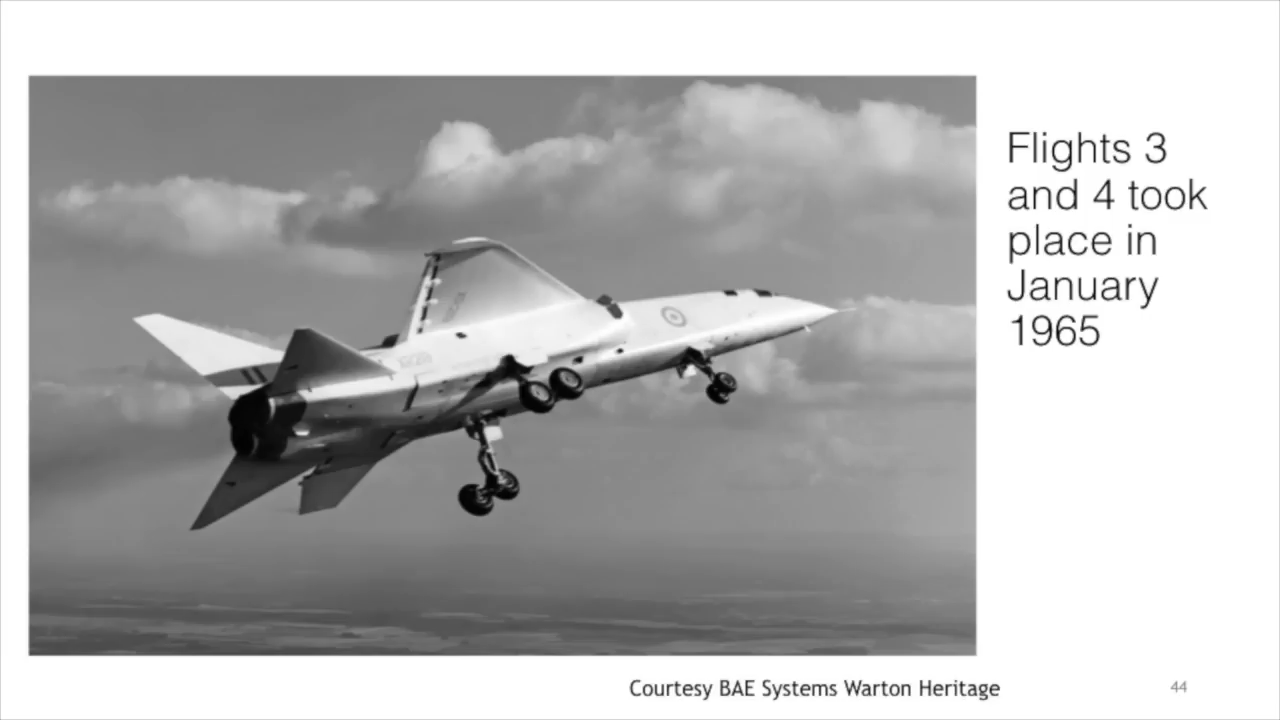 Flights 3
and 4 took
place in
January
1965
Courtesy BAE Systems Warton Heritage
44